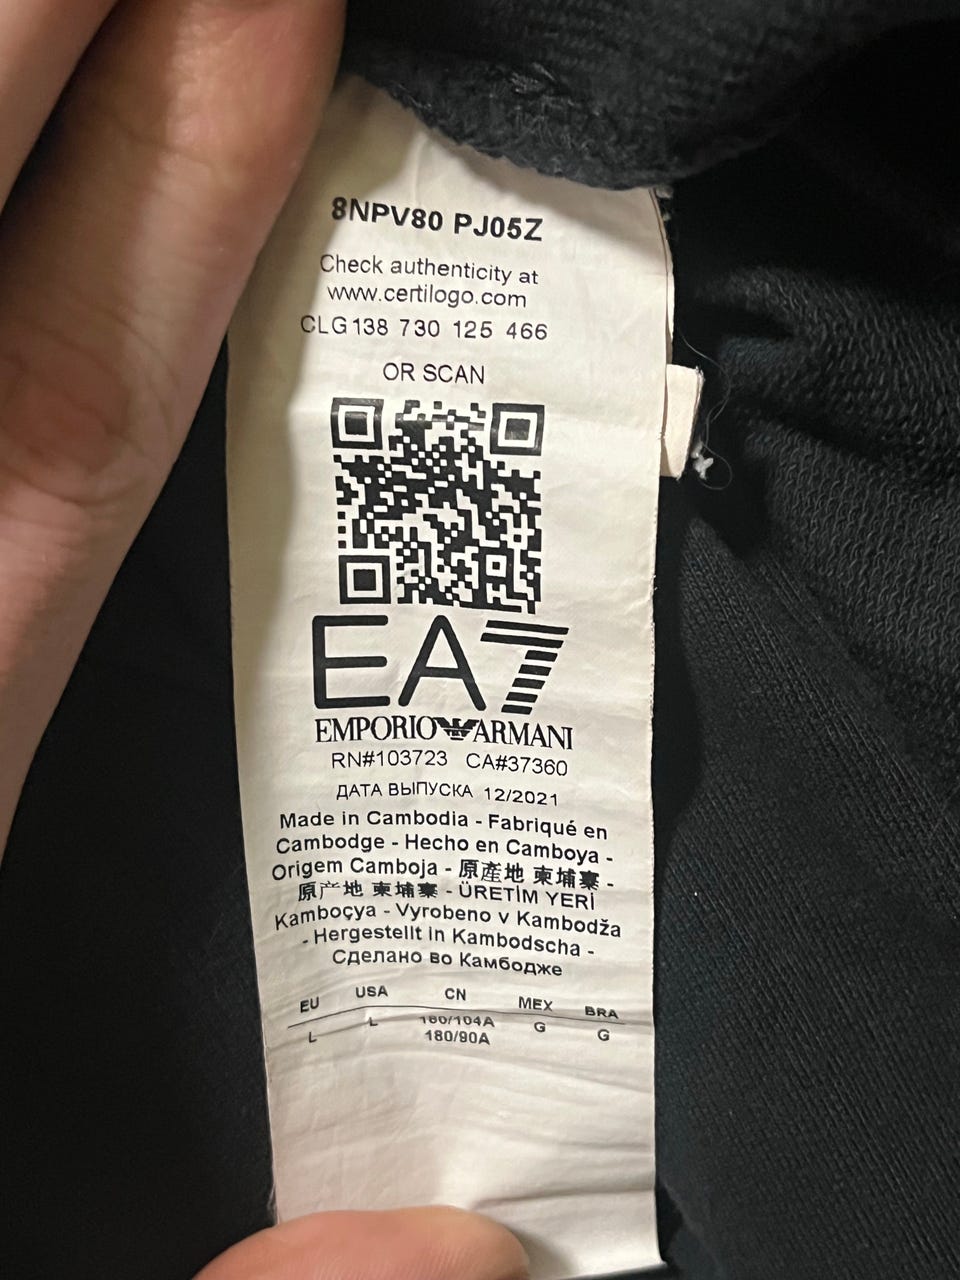 8NPV80 PJ05Z
Check authenticity at
www.certilogo.com
CLG 138 730 125 466
OR SCAN
EA7
EMPORIO ARMANI
RN#103723 CA#37360
ДАТА ВЫПУСКА 12/2021
Made in Cambodia - Fabriqué en
Cambodge - Hecho en Camboya -
Origem Camboja - 原產地 柬埔寨 -
原产地 柬埔寨 - ÜRETİM YERİ
Kamboçya - Vyrobeno v Kambodža
- Hergestellt in Kambodscha -
Сделано во Камбодже
EU USA CN MEX BRA
L L 180/104A G G
180/90A